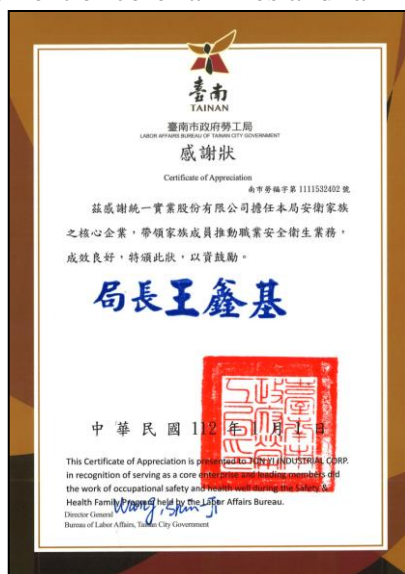 臺南
TAINAN
臺南市政府勞工局
LABOR AFFAIRS BUREAU OF TAINAN CITY GOVERNMENT
感謝狀
Certificate of Appreciation
南市勞福字第 1111532402 號
茲感謝統一實業股份有限公司擔任本局安衛家族
之核心企業,帶領家族成員推動職業安全衛生業務,
成效良好,特頒此狀,以資鼓勵。
局長王鑫基
中華民國 112 年 1 月 1 日
This Certificate of Appreciation is presented to TON YI INDUSTRIAL CORP.
in recognition of serving as a core enterprise and leading members did
the work of occupational safety and health well during the Safety &
Health Family Program held by the Labor Affairs Bureau.
Director General Wang, Shin-Ji
Bureau of Labor Affairs, Tainan City Government